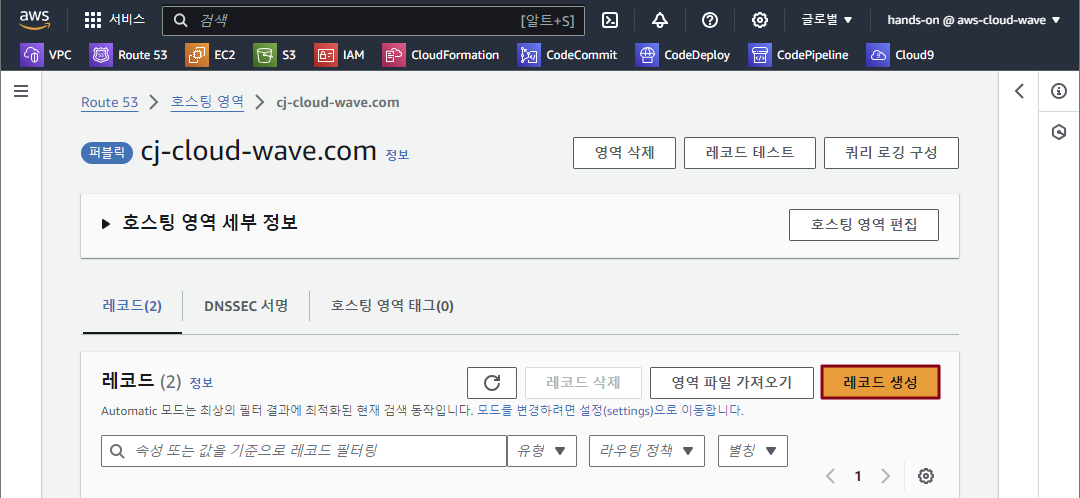 aws 서비스 검색 [알트+S] 글로벌 ▼ hands-on @ aws-cloud-wave ▼
VPC Route 53 EC2 S3 IAM CloudFormation CodeCommit CodeDeploy CodePipeline Cloud9
Route 53 > 호스팅 영역 > cj-cloud-wave.com
퍼블릭 cj-cloud-wave.com 정보 영역 삭제 레코드 테스트 쿼리 로깅 구성
▶ 호스팅 영역 세부 정보 호스팅 영역 편집
레코드(2) DNSSEC 서명 호스팅 영역 태그(0)
레코드 (2) 정보 레코드 삭제 영역 파일 가져오기 레코드 생성
Automatic 모드는 최상의 필터 결과에 최적화된 현재 검색 동작입니다. 모드를 변경하려면 설정(settings)으로 이동합니다.
속성 또는 값을 기준으로 레코드 필터링 유형 ▼ 라우팅 정책 ▼ 별칭 ▼
< 1 >